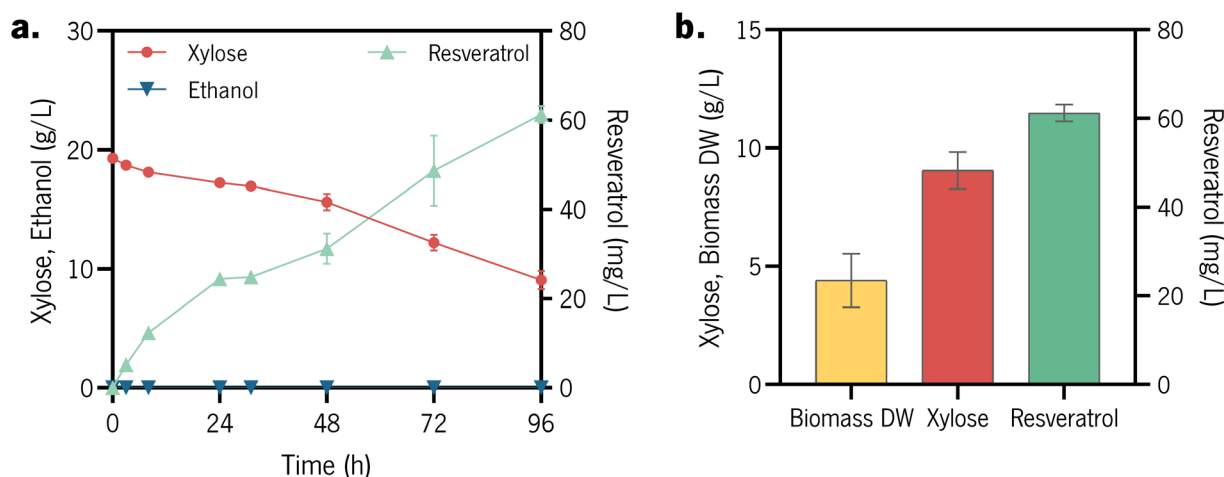 a.
Xylose
Ethanol
Resveratrol
30
20
10
0
80
60
40
20
0
Xylose, Ethanol (g/L)
Resveratrol (mg/L)
0 24 48 72 96
Time (h)
b.
15
10
5
0
80
60
40
20
0
Xylose, Biomass DW (g/L)
Resveratrol (mg/L)
Biomass DW Xylose Resveratrol